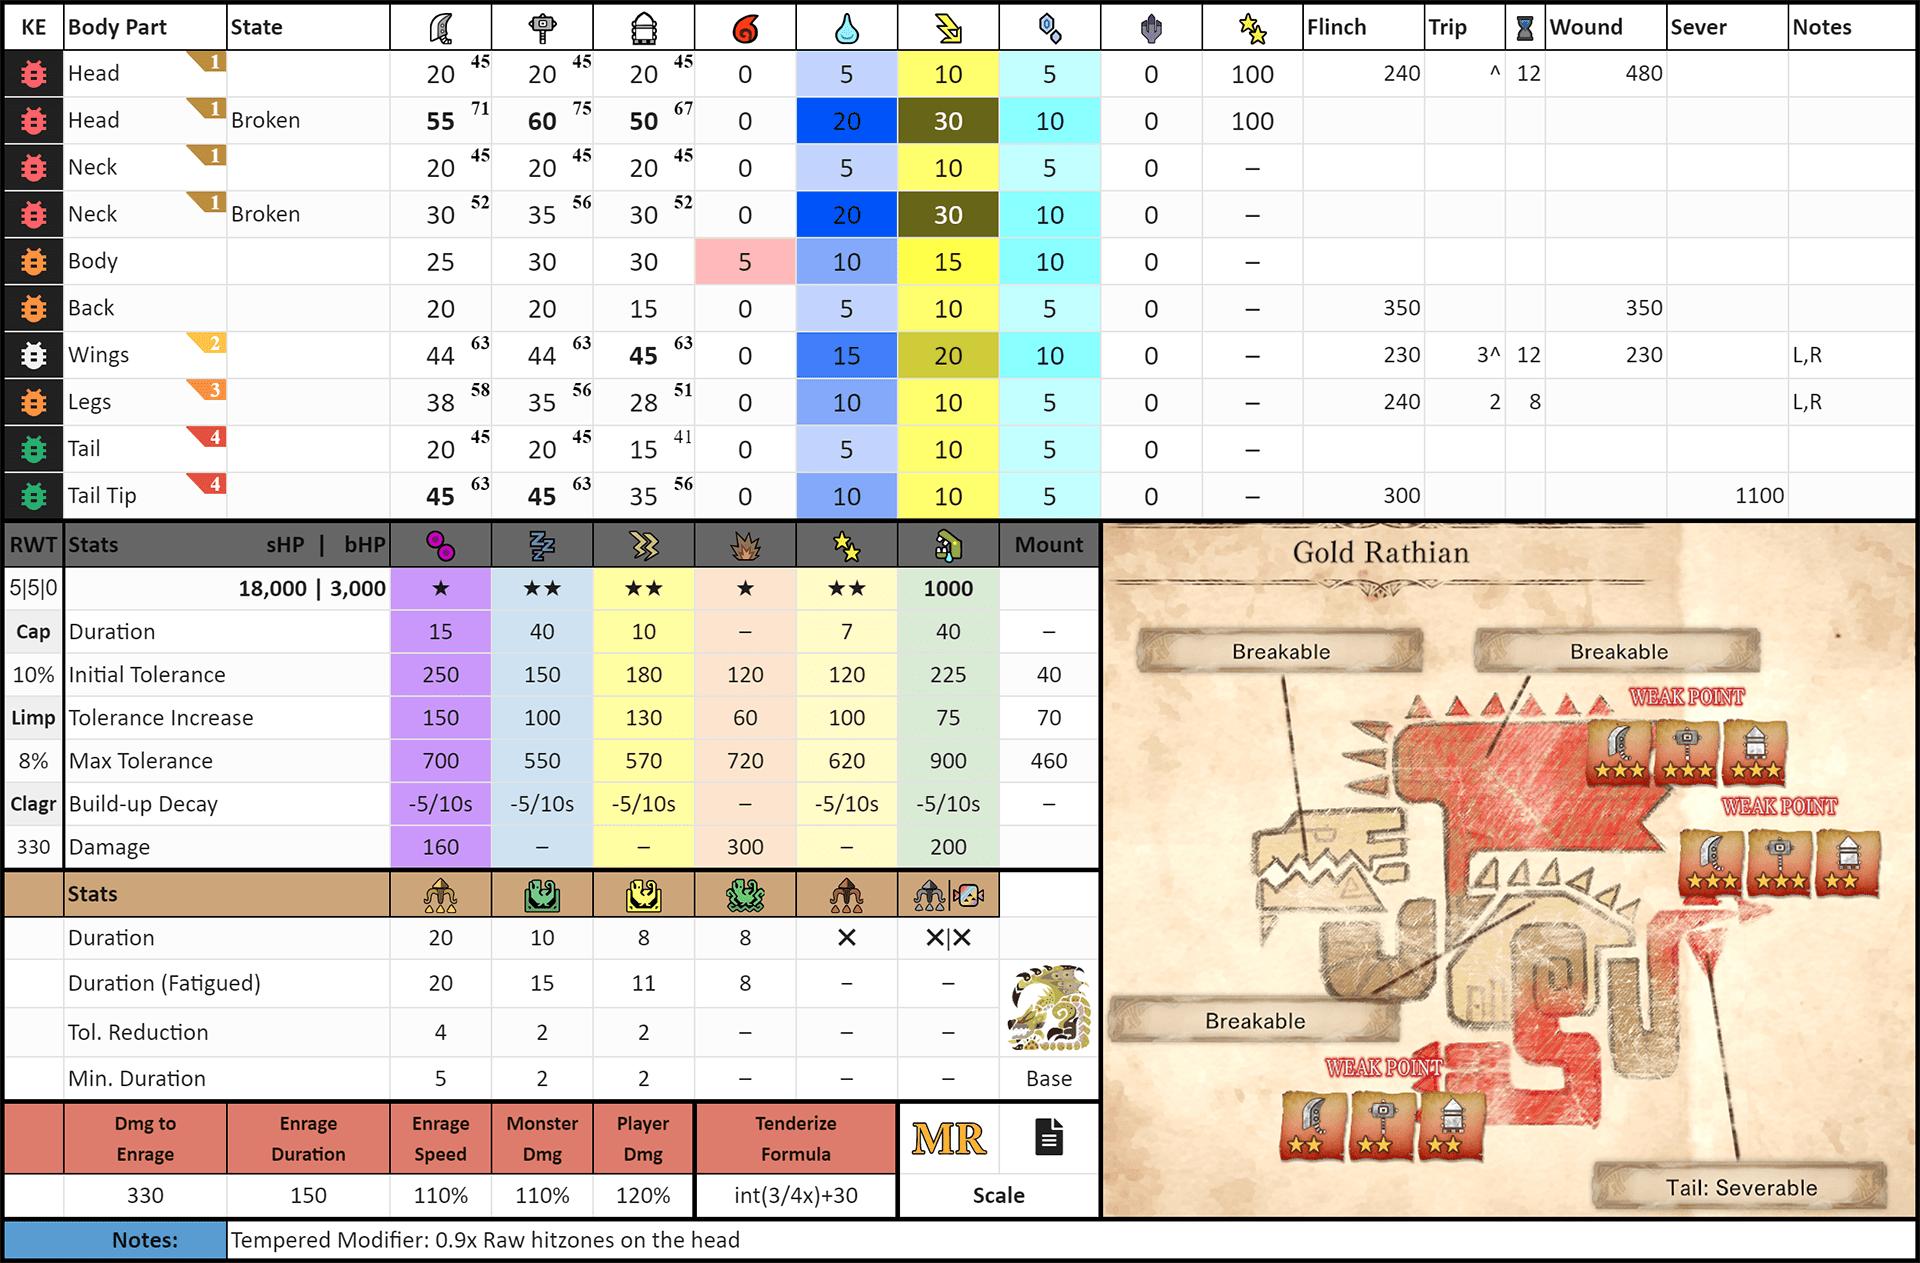 KE Body Part State Flinch Trip Wound Sever Notes
Head 1 20 45 20 45 20 45 0 5 10 5 0 100 240 ^ 12 480
Head 1 Broken 55 71 60 75 50 67 0 20 30 10 0 100
Neck 1 20 45 20 45 20 45 0 5 10 5 0 –
Neck 1 Broken 30 52 35 56 30 52 0 20 30 10 0 –
Body 25 30 30 5 10 15 10 0 –
Back 20 20 15 0 5 10 5 0 – 350 350
Wings 2 44 63 44 63 45 63 0 15 20 10 0 – 230 3^ 12 230 L,R
Legs 3 38 58 35 56 28 51 0 10 10 5 0 – 240 2 8 L,R
Tail 4 20 45 20 45 15 41 0 5 10 5 0 –
Tail Tip 4 45 63 45 63 35 56 0 10 10 5 0 – 300 1100
RWT Stats sHP | bHP Mount
5|5|0 18,000 | 3,000 ★ ★★ ★★ ★ ★★ 1000
Cap Duration 15 40 10 – 7 40 –
10% Initial Tolerance 250 150 180 120 120 225 40
Limp Tolerance Increase 150 100 130 60 100 75 70
8% Max Tolerance 700 550 570 720 620 900 460
Clagr Build-up Decay -5/10s -5/10s -5/10s – -5/10s -5/10s –
330 Damage 160 – – 300 – 200
Stats
Duration 20 10 8 8 ✕ ✕|✕
Duration (Fatigued) 20 15 11 8 – –
Tol. Reduction 4 2 2 – – –
Min. Duration 5 2 2 – – – Base
Dmg to Enrage
Enrage Duration
Enrage Speed
Monster Dmg
Player Dmg
Tenderize Formula
MR
330 150 110% 110% 120% int(3/4x)+30 Scale
Notes: Tempered Modifier: 0.9x Raw hitzones on the head
Gold Rathian
Breakable
Breakable
WEAK POINT
WEAK POINT
Breakable
WEAK POINT
Tail: Severable